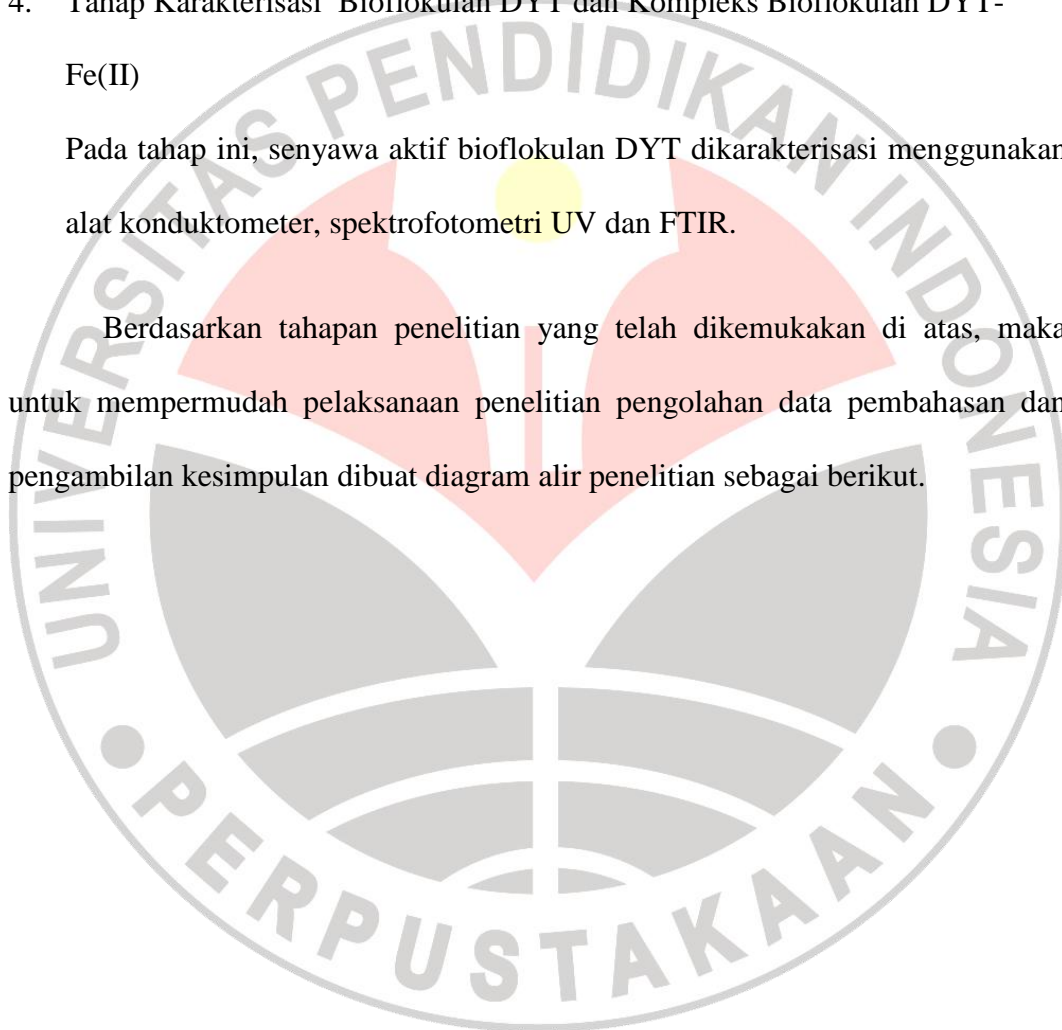 4. Tahap Karakterisasi Bioflokulan DYT dan Kompleks Bioflokulan DYT-
Fe(II)
Pada tahap ini, senyawa aktif bioflokulan DYT dikarakterisasi menggunakan
alat konduktometer, spektrofotometri UV dan FTIR.
Berdasarkan tahapan penelitian yang telah dikemukakan di atas, maka
untuk mempermudah pelaksanaan penelitian pengolahan data pembahasan dan
pengambilan kesimpulan dibuat diagram alir penelitian sebagai berikut.
UNIVERSITAS PENDIDIKAN INDONESIA
PERPUSTAKAAN